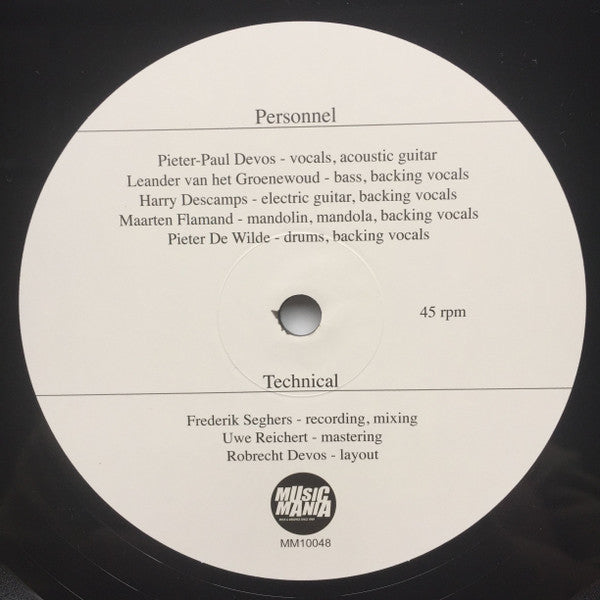 Personnel
Pieter-Paul Devos - vocals, acoustic guitar
Leander van het Groenewoud - bass, backing vocals
Harry Descamps - electric guitar, backing vocals
Maarten Flamand - mandolin, mandola, backing vocals
Pieter De Wilde - drums, backing vocals
45 rpm
Technical
Frederik Seghers - recording, mixing
Uwe Reichert - mastering
Robrecht Devos - layout
MUSIC
MANIA
MM10048